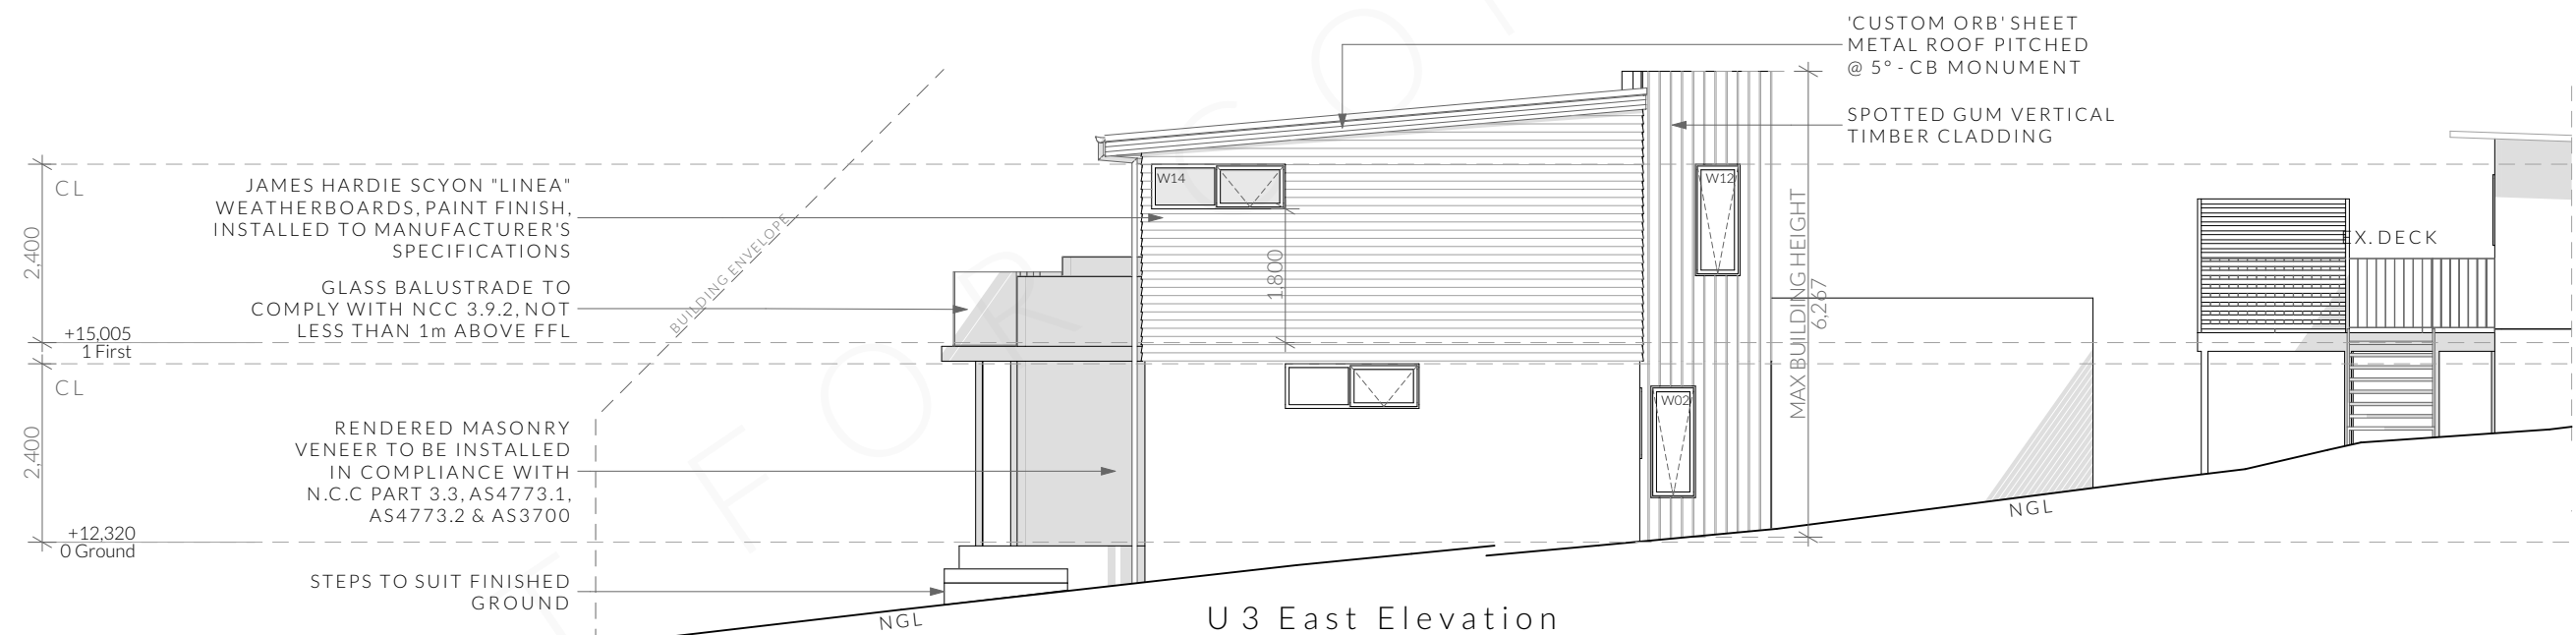 'CUSTOM ORB' SHEET
METAL ROOF PITCHED
@ 5° - CB MONUMENT
SPOTTED GUM VERTICAL
TIMBER CLADDING
CL
JAMES HARDIE SCYON "LINEA"
WEATHERBOARDS, PAINT FINISH,
INSTALLED TO MANUFACTURER'S
SPECIFICATIONS
2,400
GLASS BALUSTRADE TO
COMPLY WITH NCC 3.9.2, NOT
LESS THAN 1m ABOVE FFL
+15,005
1 First
CL
2,400
RENDERED MASONRY
VENEER TO BE INSTALLED
IN COMPLIANCE WITH
N.C.C PART 3.3, AS4773.1,
AS4773.2 & AS3700
+12,320
0 Ground
STEPS TO SUIT FINISHED
GROUND
BUILDING ENVELOPE
W14
W12
1,800
W02
MAX BUILDING HEIGHT
6,267
EX. DECK
NGL
NGL
U 3 East Elevation
FOR